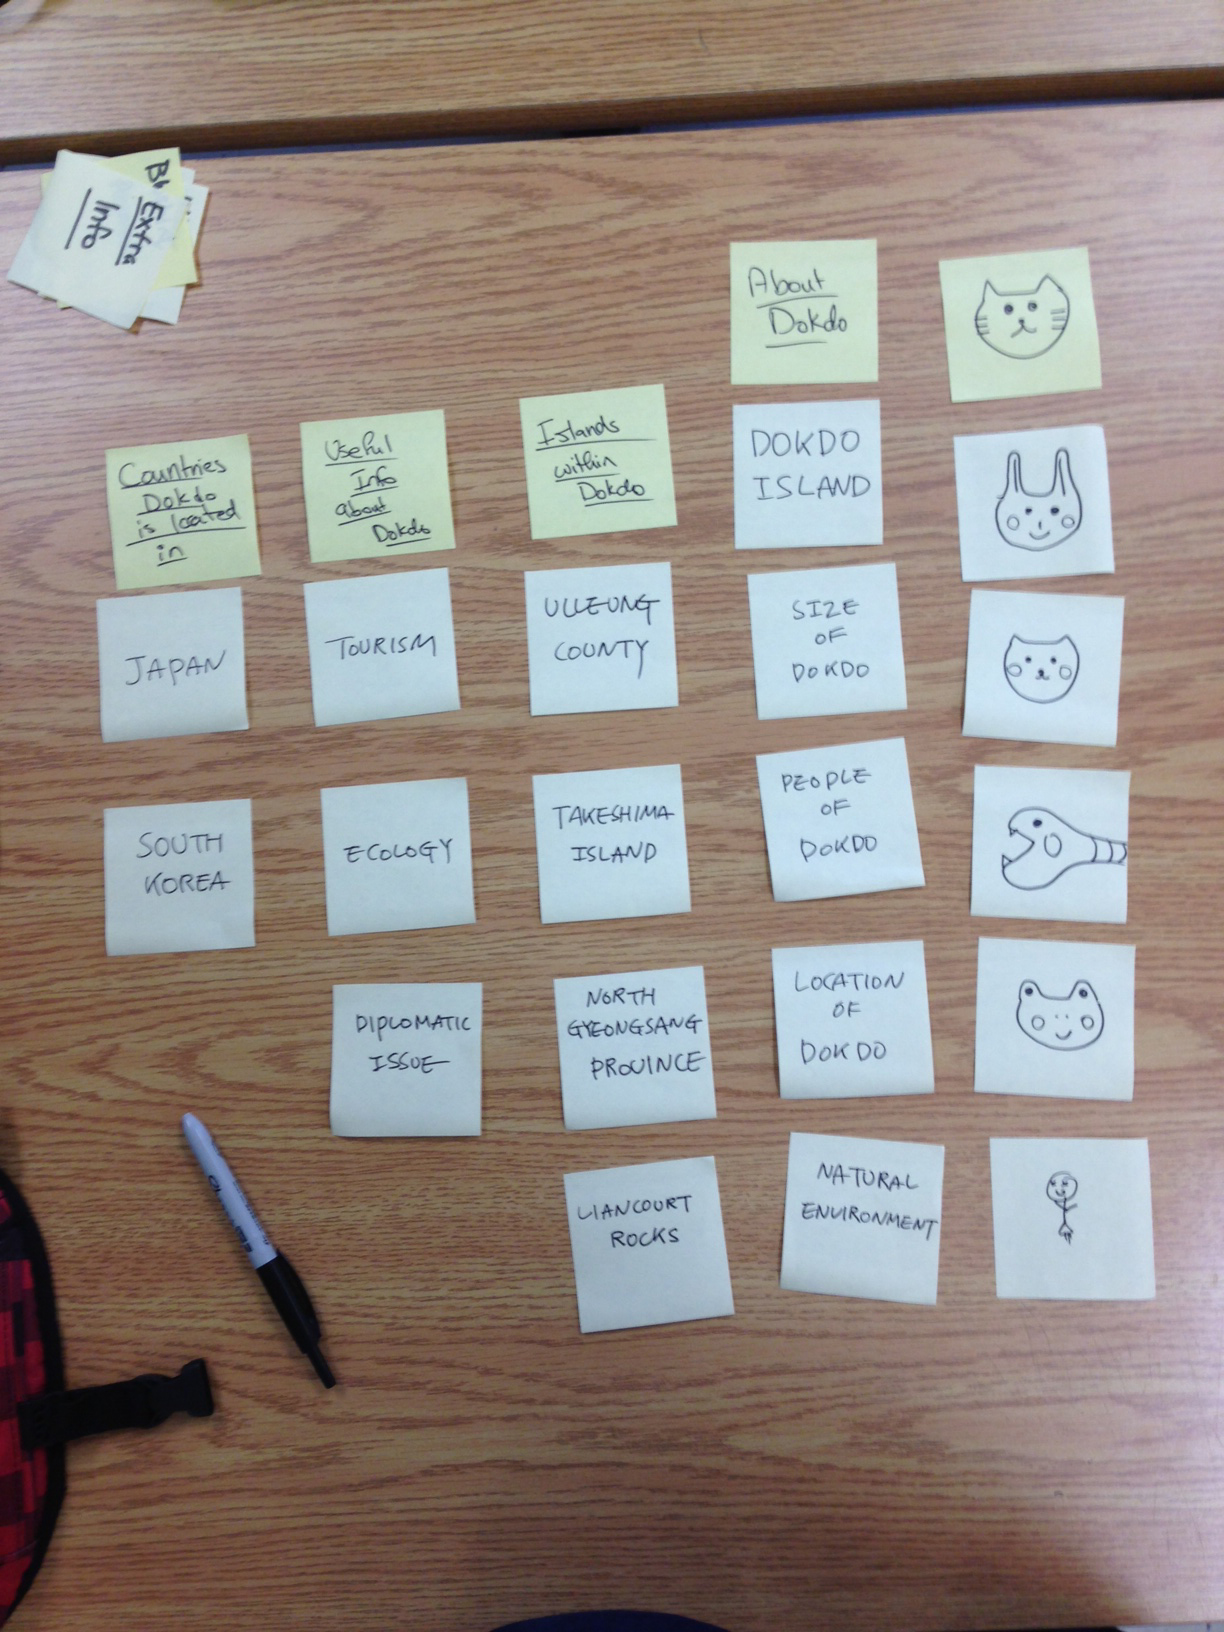 Extra
Info
About
Dokdo
Countries
Dokdo
is located
in
Useful
Info
about
Dokdo
Islands
within
Dokdo
DOKDO
ISLAND
JAPAN
TOURISM
ULLEUNG
COUNTY
SIZE
OF
DOKDO
SOUTH
KOREA
ECOLOGY
TAKESHIMA
ISLAND
PEOPLE
OF
DOKDO
DIPLOMATIC
ISSUE
NORTH
GYEONGSANG
PROVINCE
LOCATION
OF
DOKDO
LIANCOURT
ROCKS
NATURAL
ENVIRONMENT